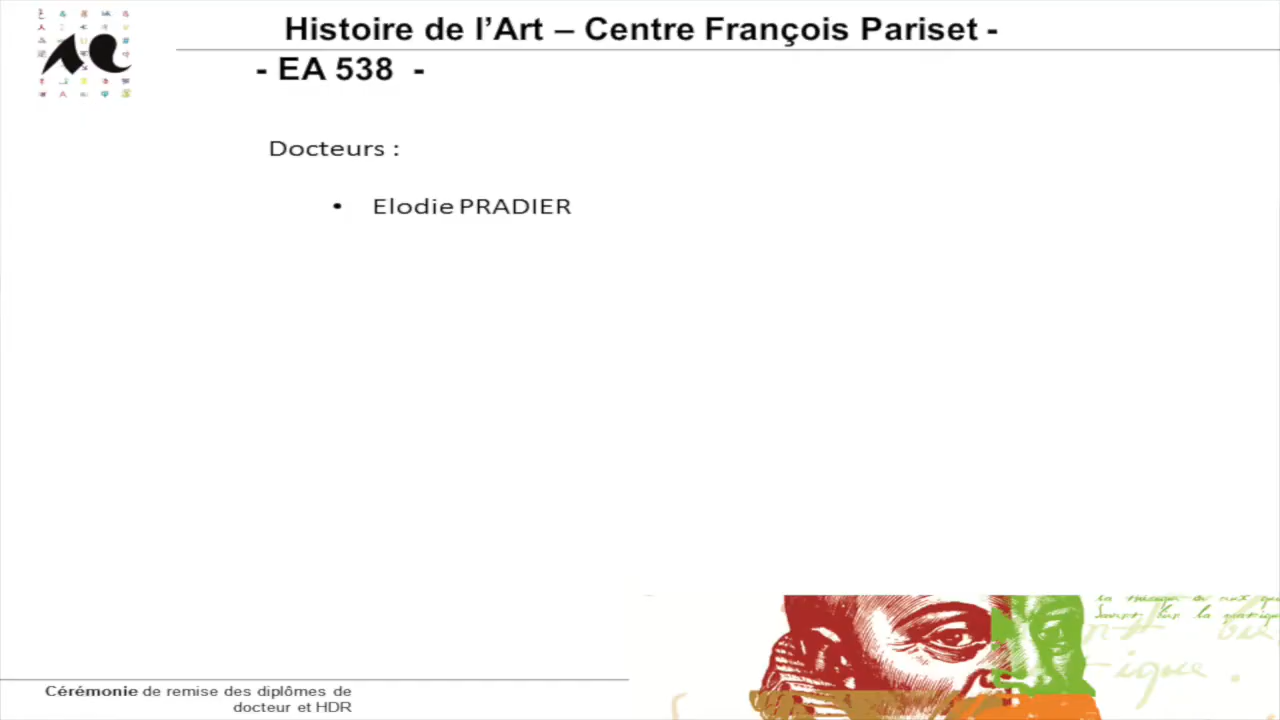 Histoire de l’Art – Centre François Pariset -
- EA 538 -
Docteurs :
• Elodie PRADIER
Cérémonie de remise des diplômes de
docteur et HDR